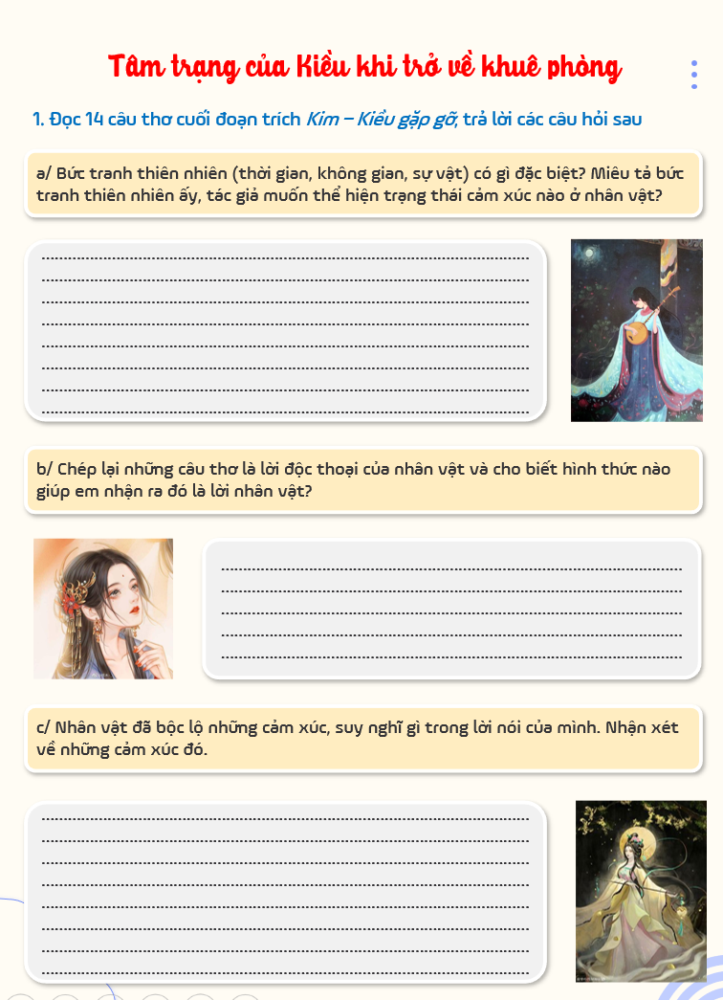 Tâm trạng của Kiều khi trở về khuê phòng
1. Đọc 14 câu thơ cuối đoạn trích Kim – Kiều gặp gỡ, trả lời các câu hỏi sau
a/ Bức tranh thiên nhiên (thời gian, không gian, sự vật) có gì đặc biệt? Miêu tả bức
tranh thiên nhiên ấy, tác giả muốn thể hiện trạng thái cảm xúc nào ở nhân vật?
b/ Chép lại những câu thơ là lời độc thoại của nhân vật và cho biết hình thức nào
giúp em nhận ra đó là lời nhân vật?
c/ Nhân vật đã bộc lộ những cảm xúc, suy nghĩ gì trong lời nói của mình. Nhận xét
về những cảm xúc đó.